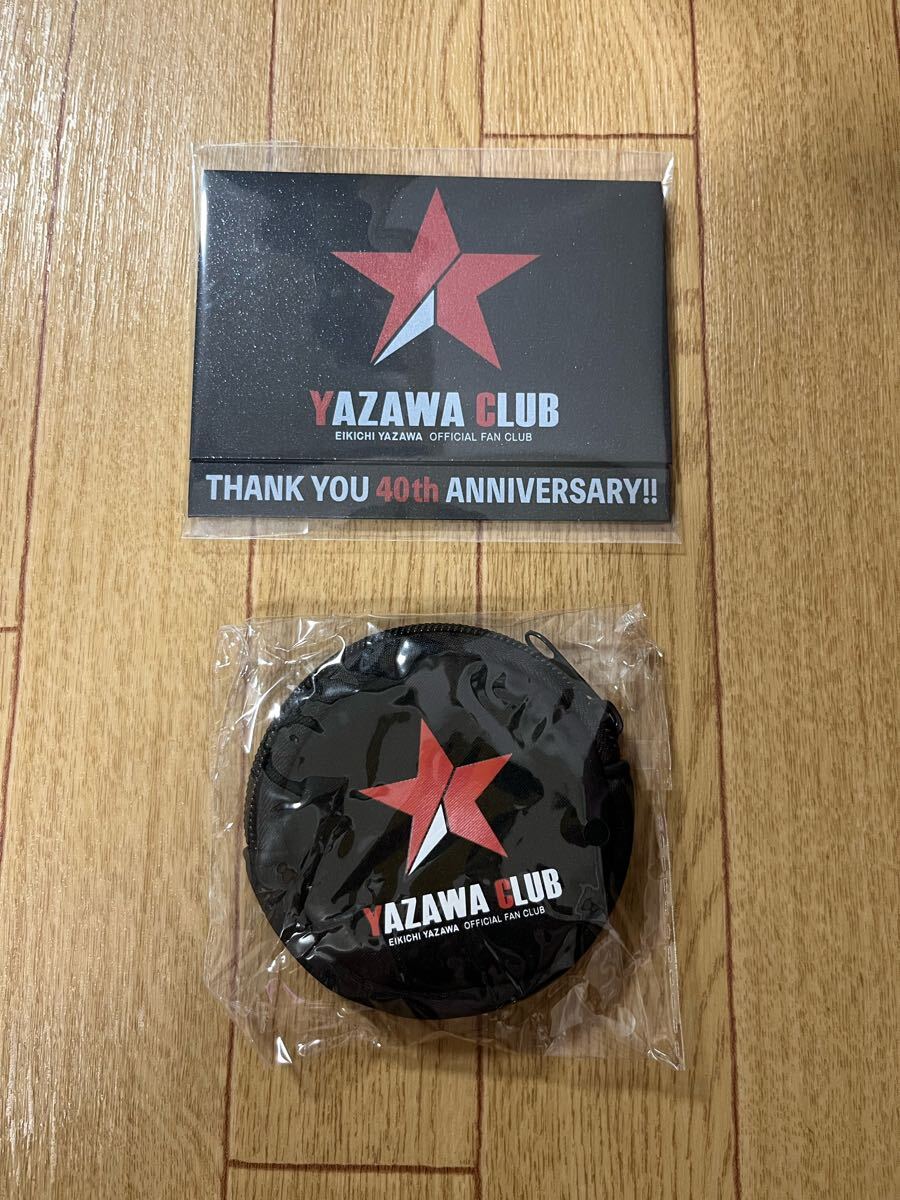 YAZAWA CLUB
EIKICHI YAZAWA OFFICIAL FAN CLUB
THANK YOU 40th ANNIVERSARY!!
YAZAWA CLUB
EIKICHI YAZAWA OFFICIAL FAN CLUB